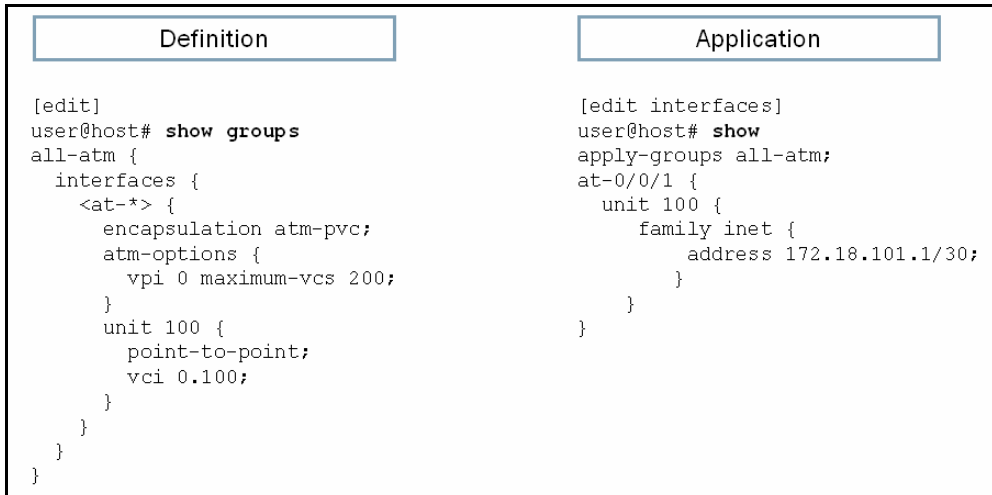 Definition
[edit]
user@host# show groups
all-atm {
  interfaces {
    <at-*> {
      encapsulation atm-pvc;
      atm-options {
        vpi 0 maximum-vcs 200;
      }
      unit 100 {
        point-to-point;
        vci 0.100;
      }
    }
  }
}
Application
[edit interfaces]
user@host# show
apply-groups all-atm;
at-0/0/1 {
  unit 100 {
     family inet {
         address 172.18.101.1/30;
        }
    }
}